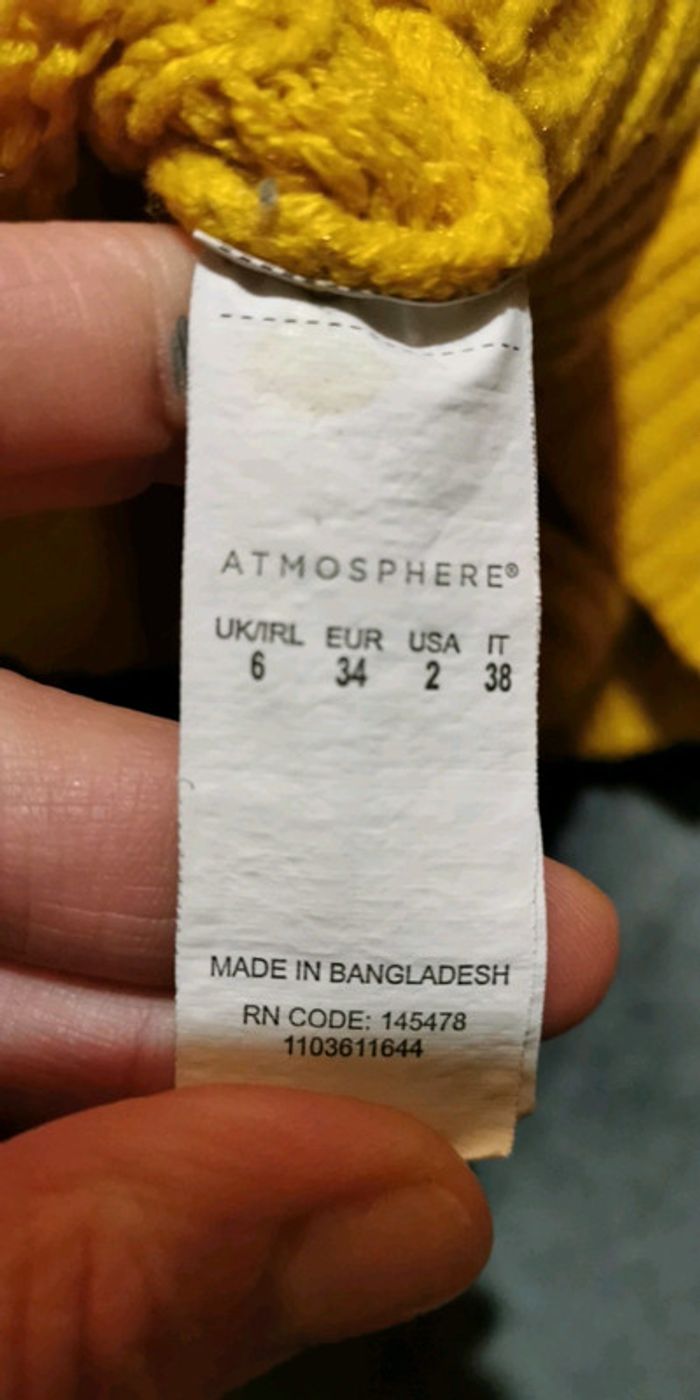 ATMOSPHERE®
UK/IRL EUR USA IT
6 34 2 38
MADE IN BANGLADESH
RN CODE: 145478
1103611644